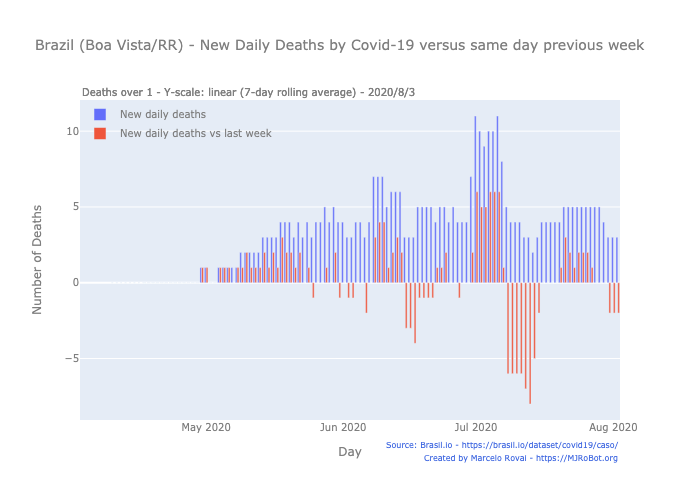 Brazil (Boa Vista/RR) - New Daily Deaths by Covid-19 versus same day previous week
Deaths over 1 - Y-scale: linear (7-day rolling average) - 2020/8/3
New daily deaths
New daily deaths vs last week
10
5
0
−5
Number of Deaths
May 2020 Jun 2020 Jul 2020 Aug 2020
Day
Source: Brasil.io - https://brasil.io/dataset/covid19/caso/
Created by Marcelo Rovai - https://MJRoBot.org